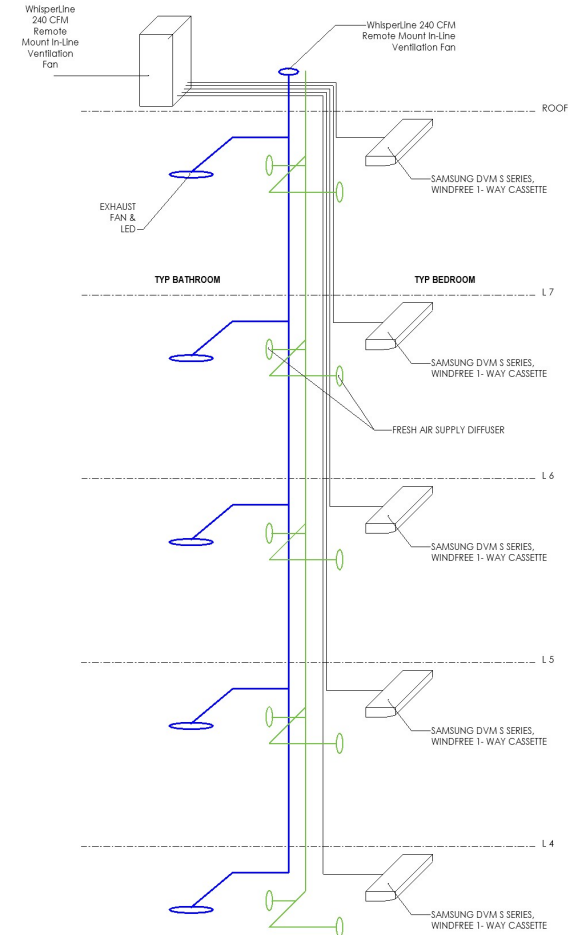 WhisperLine
240 CFM
Remote
Mount In-Line
Ventilation
Fan
WhisperLine 240 CFM
Remote Mount In-Line
Ventilation Fan
ROOF
SAMSUNG DVM S SERIES,
WINDFREE 1- WAY CASSETTE
EXHAUST
FAN &
LED
TYP BATHROOM
TYP BEDROOM
L 7
SAMSUNG DVM S SERIES,
WINDFREE 1- WAY CASSETTE
FRESH AIR SUPPLY DIFFUSER
L 6
SAMSUNG DVM S SERIES,
WINDFREE 1- WAY CASSETTE
L 5
SAMSUNG DVM S SERIES,
WINDFREE 1- WAY CASSETTE
L 4
SAMSUNG DVM S SERIES,
WINDFREE 1- WAY CASSETTE